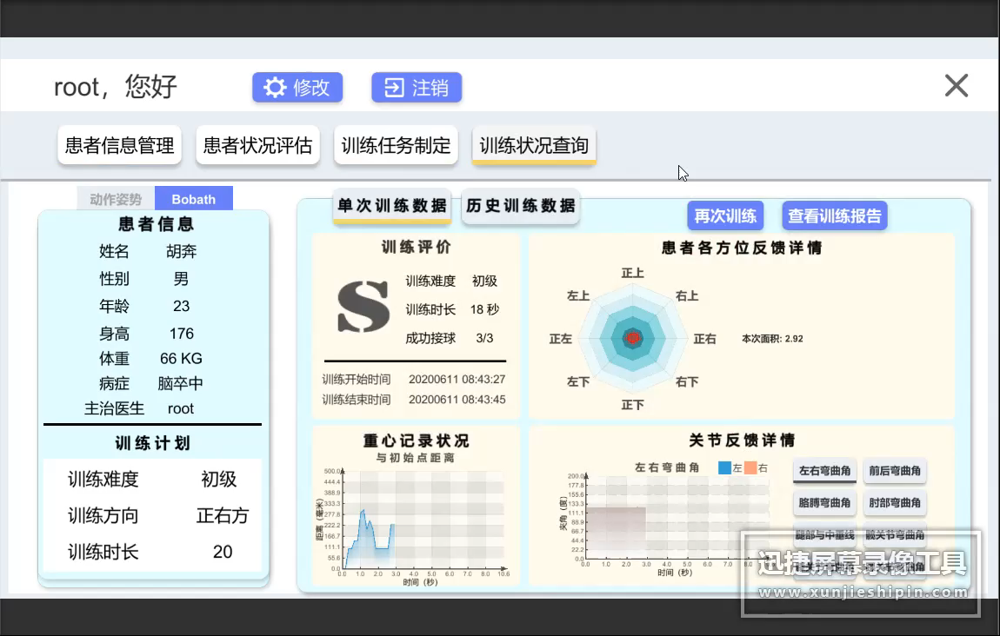 root，您好
修改
注销
患者信息管理
患者状况评估
训练任务制定
训练状况查询
动作姿势
Bobath
患者信息
姓名 胡奔
性别 男
年龄 23
身高 176
体重 66 KG
病症 脑卒中
主治医生 root
训练计划
训练难度 初级
训练方向 正右方
训练时长 20
单次训练数据
历史训练数据
再次训练
查看训练报告
训练评价
S
训练难度 初级
训练时长 18 秒
成功接球 3/3
训练开始时间 20200611 08:43:27
训练结束时间 20200611 08:43:45
患者各方位反馈详情
正上
左上 右上
正左 正右
左下 右下
正下
本次面积: 2.92
重心记录状况
与初始点距离
500.0
444.4
388.9
333.3
277.8
222.2
166.7
111.1
55.6
0.0
距离（毫米）
0.0 1.0 2.0 3.0 4.0 5.0 6.0 7.0 8.0 10.6
时间（秒）
关节反馈详情
左右弯曲角
左 右
200.0
177.8
155.6
133.3
111.1
88.9
66.7
44.4
22.2
0.0
夹角（度）
0.0 1.0 2.0 3.0 4.0 5.0 6.0 7.0 8.0
时间（秒）
左右弯曲角 前后弯曲角
胳膊弯曲角 肘部弯曲角
腿部与中垂线 髋关节弯曲角
迅捷屏幕录像工具
www.xunjieshipin.com